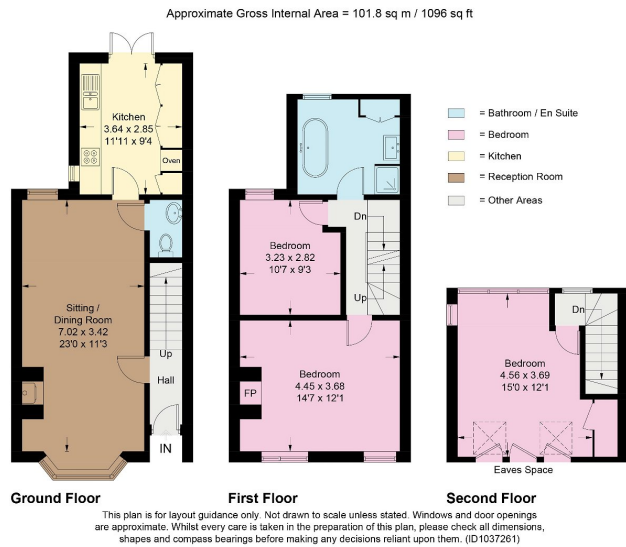 Approximate Gross Internal Area = 101.8 sq m / 1096 sq ft
Kitchen
3.64 x 2.85
11'11 x 9'4
Oven
Sitting /
Dining Room
7.02 x 3.42
23'0 x 11'3
Up
Hall
IN
Ground Floor
Dn
Bedroom
3.23 x 2.82
10'7 x 9'3
Up
Bedroom
4.45 x 3.68
14'7 x 12'1
FP
First Floor
= Bathroom / En Suite
= Bedroom
= Kitchen
= Reception Room
= Other Areas
Dn
Bedroom
4.56 x 3.69
15'0 x 12'1
Eaves Space
Second Floor
This plan is for layout guidance only. Not drawn to scale unless stated. Windows and door openings
are approximate. Whilst every care is taken in the preparation of this plan, please check all dimensions,
shapes and compass bearings before making any decisions reliant upon them. (ID1037261)